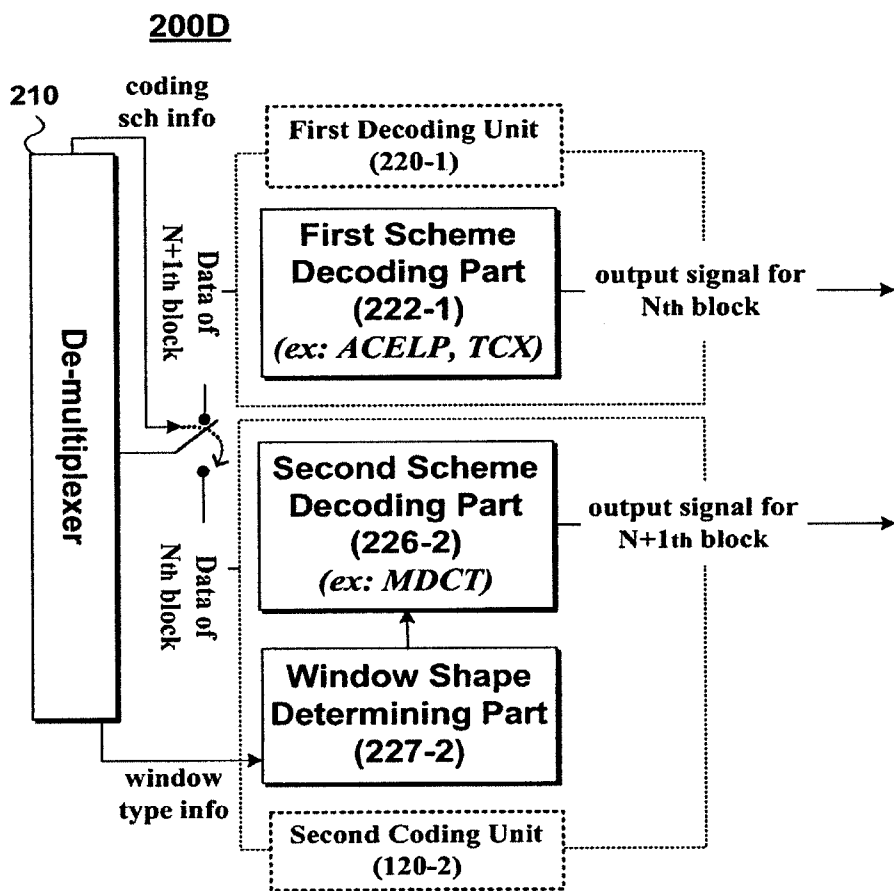 200D
210
coding
sch info
De-multiplexer
Data of
N+1th block
First Decoding Unit
(220-1)
First Scheme
Decoding Part
(222-1)
(ex: ACELP, TCX)
output signal for
Nth block
Data of
Nth block
Second Scheme
Decoding Part
(226-2)
(ex: MDCT)
output signal for
N+1th block
Window Shape
Determining Part
(227-2)
window
type info
Second Coding Unit
(120-2)